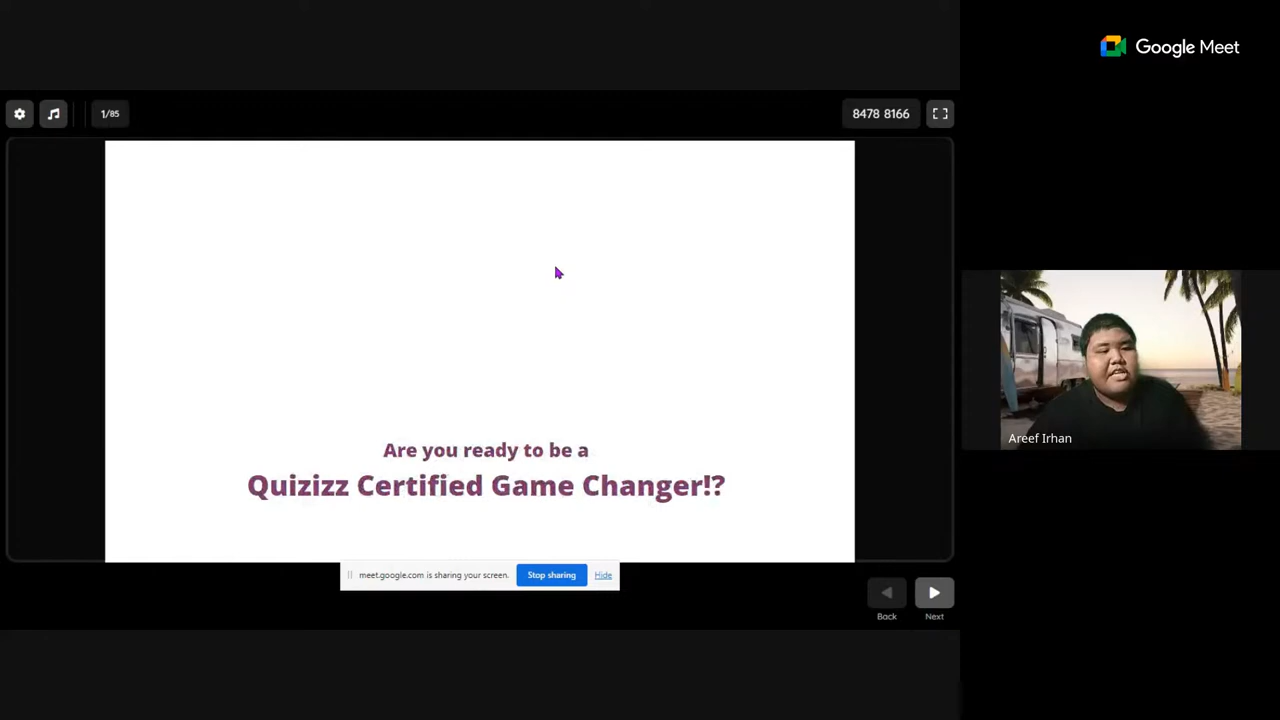 Google Meet
1/85
8478 8166
Are you ready to be a
Quizizz Certified Game Changer!?
meet.google.com is sharing your screen. Stop sharing Hide
Back Next
Areef Irhan